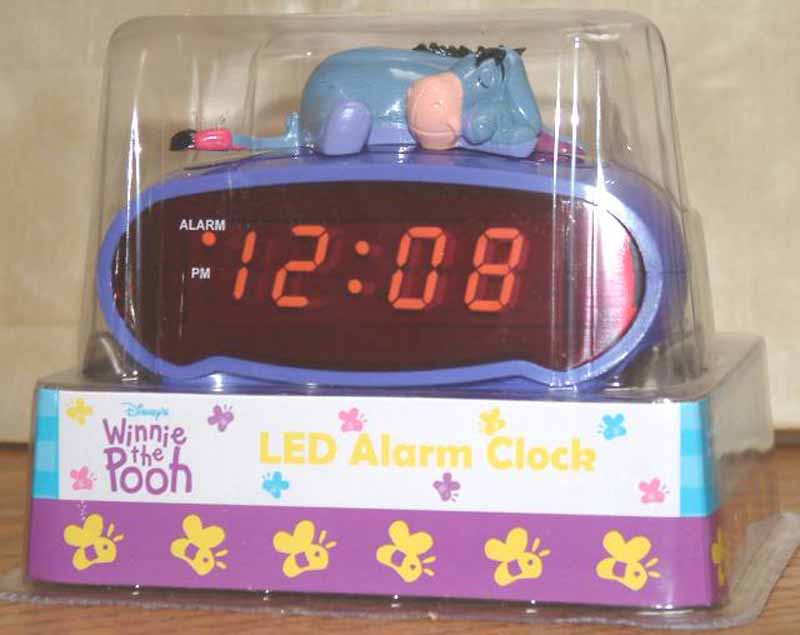 ALARM
PM
12:08
Disney's
Winnie
the
Pooh
LED Alarm Clock